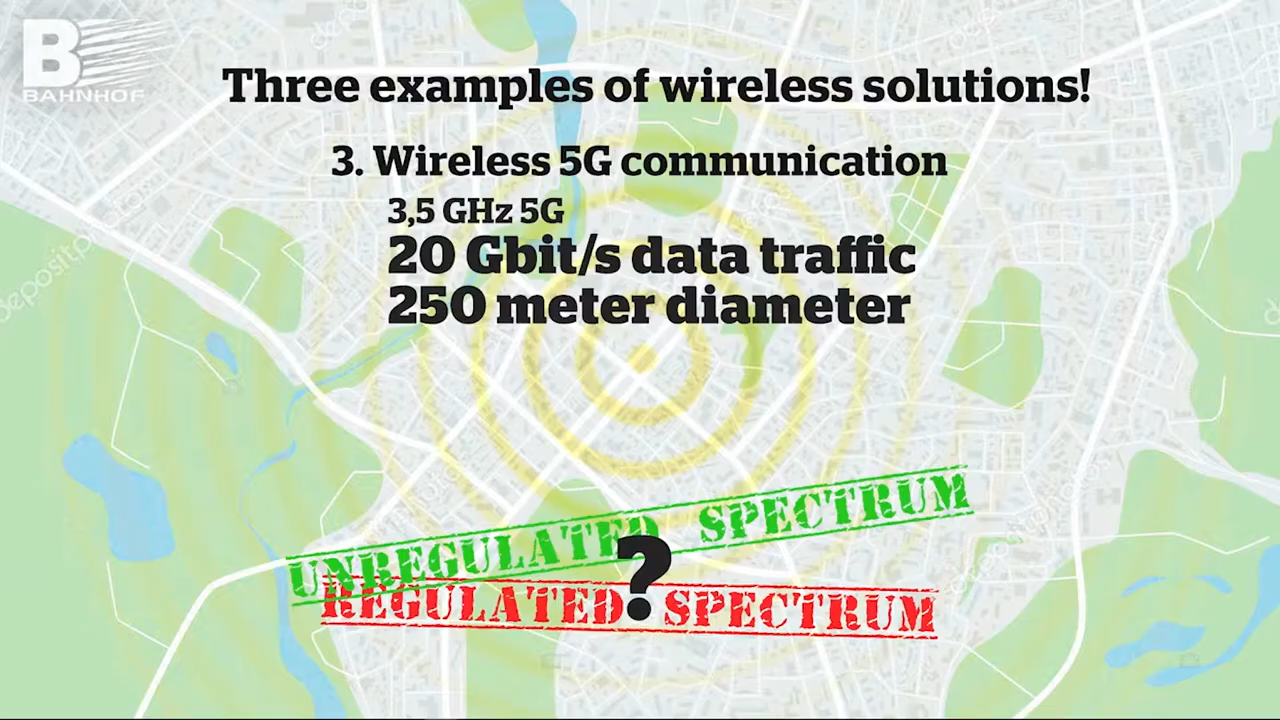 B
BAHNHOF
Three examples of wireless solutions!
3. Wireless 5G communication
3,5 GHz 5G
20 Gbit/s data traffic
250 meter diameter
UNREGULATED SPECTRUM
?
REGULATED SPECTRUM